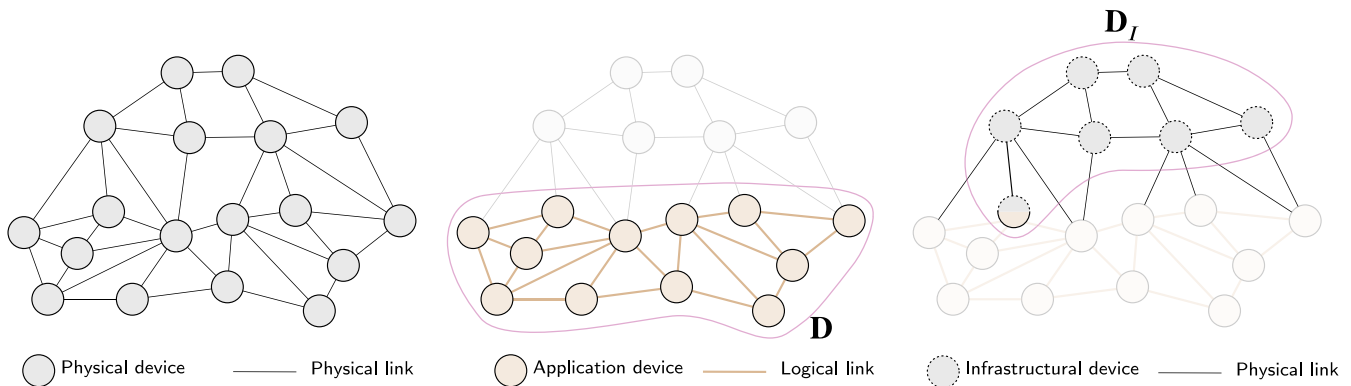 D_I
D
Physical device
Physical link
Application device
Logical link
Infrastructural device
Physical link